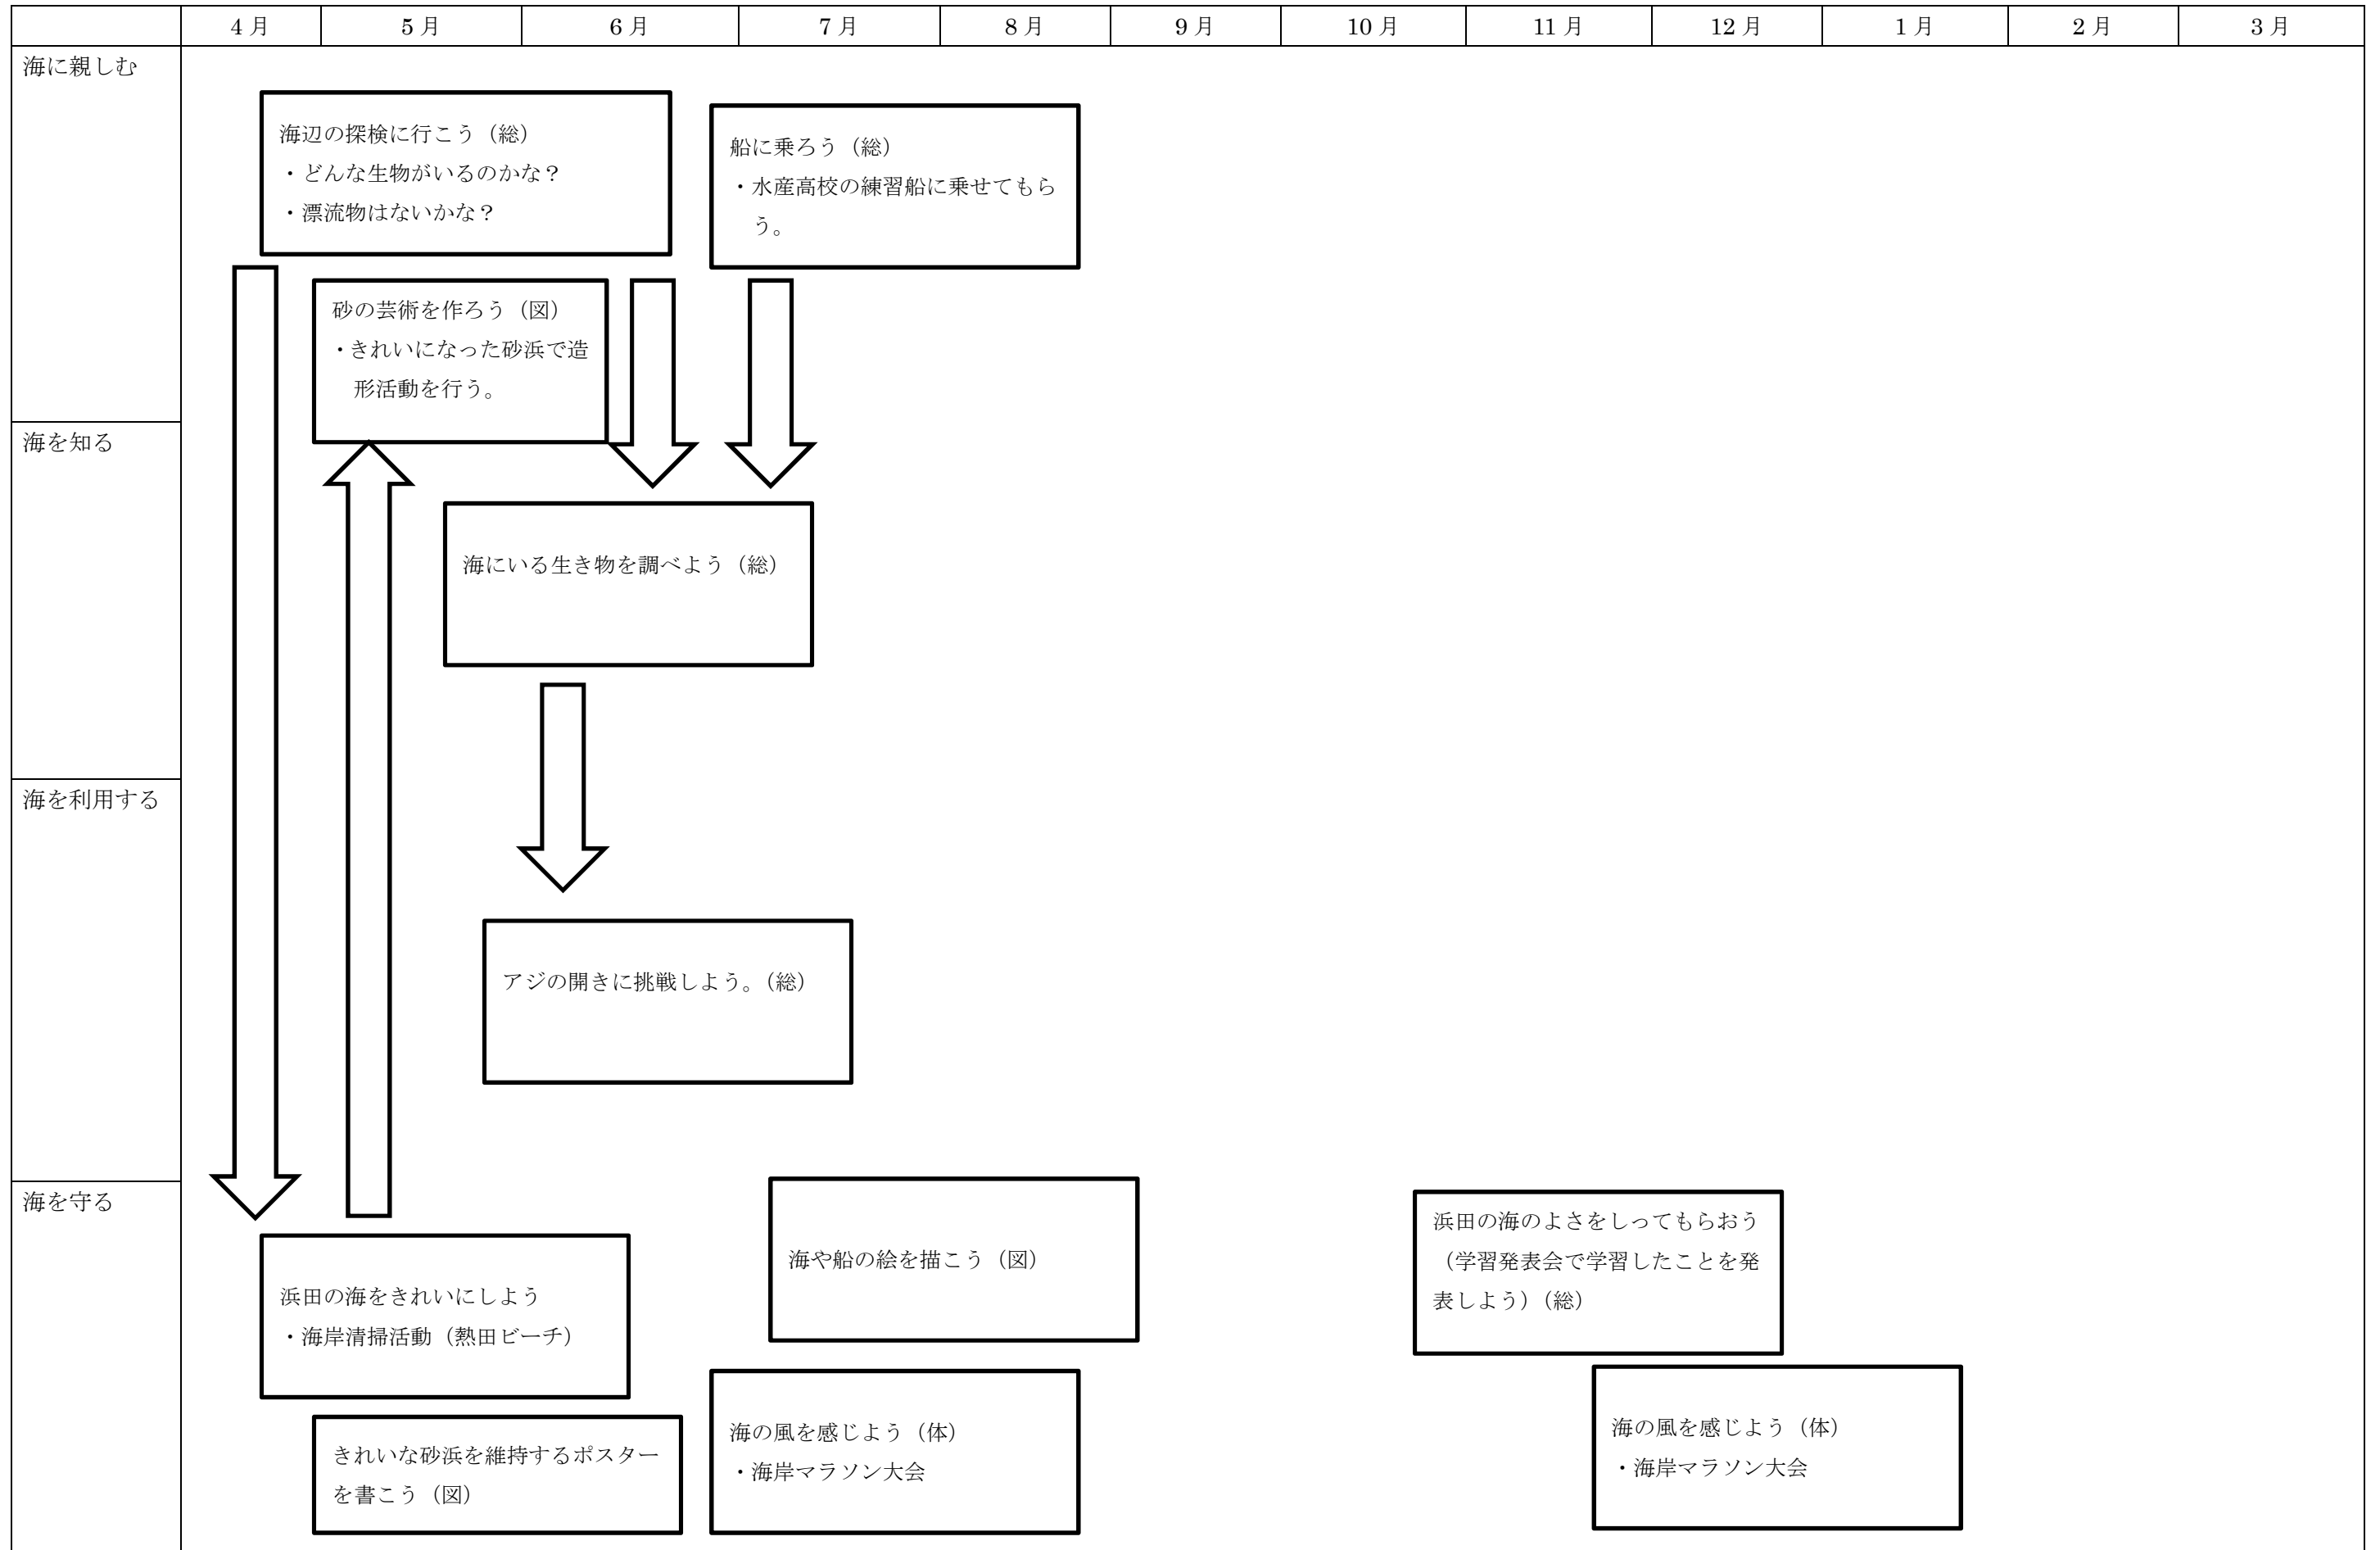 4月 5月 6月 7月 8月 9月 10月 11月 12月 1月 2月 3月
海に親しむ
海辺の探検に行こう（総）
・どんな生物がいるのかな？
・漂流物はないかな？
船に乗ろう（総）
・水産高校の練習船に乗せてもら
う。
砂の芸術を作ろう（図）
・きれいになった砂浜で造
形活動を行う。
海を知る
海にいる生き物を調べよう（総）
海を利用する
アジの開きに挑戦しよう。（総）
海を守る
浜田の海をきれいにしよう
・海岸清掃活動（熱田ビーチ）
海や船の絵を描こう（図）
浜田の海のよさをしってもらおう
（学習発表会で学習したことを発
表しよう）（総）
きれいな砂浜を維持するポスター
を書こう（図）
海の風を感じよう（体）
・海岸マラソン大会
海の風を感じよう（体）
・海岸マラソン大会